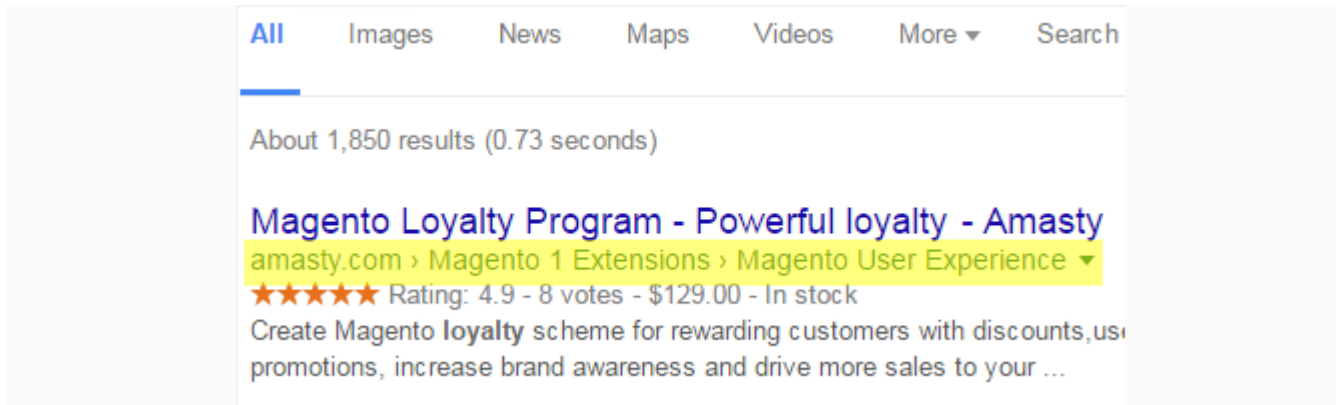 All Images News Maps Videos More Search
About 1,850 results (0.73 seconds)
Magento Loyalty Program - Powerful loyalty - Amasty
amasty.com › Magento 1 Extensions › Magento User Experience
Rating: 4.9 - 8 votes - $129.00 - In stock
Create Magento loyalty scheme for rewarding customers with discounts,
promotions, increase brand awareness and drive more sales to your ...